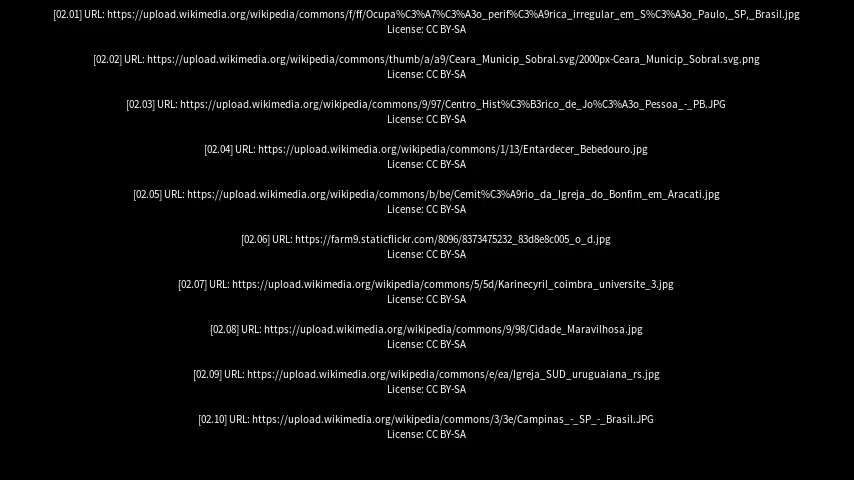 [02.01] URL: https://upload.wikimedia.org/wikipedia/commons/f/ff/Ocupa%C3%A7%C3%A3o_perif%C3%A9rica_irregular_em_S%C3%A3o_Paulo,_SP,_Brasil.jpg
License: CC BY-SA
[02.02] URL: https://upload.wikimedia.org/wikipedia/commons/thumb/a/a9/Ceara_Municip_Sobral.svg/2000px-Ceara_Municip_Sobral.svg.png
License: CC BY-SA
[02.03] URL: https://upload.wikimedia.org/wikipedia/commons/9/97/Centro_Hist%C3%B3rico_de_Jo%C3%A3o_Pessoa_-_PB.JPG
License: CC BY-SA
[02.04] URL: https://upload.wikimedia.org/wikipedia/commons/1/13/Entardecer_Bebedouro.jpg
License: CC BY-SA
[02.05] URL: https://upload.wikimedia.org/wikipedia/commons/b/be/Cemit%C3%A9rio_da_Igreja_do_Bonfim_em_Aracati.jpg
License: CC BY-SA
[02.06] URL: https://farm9.staticflickr.com/8096/8373475232_83d8e8c005_o_d.jpg
License: CC BY-SA
[02.07] URL: https://upload.wikimedia.org/wikipedia/commons/5/5d/Karinecyril_coimbra_universite_3.jpg
License: CC BY-SA
[02.08] URL: https://upload.wikimedia.org/wikipedia/commons/9/98/Cidade_Maravilhosa.jpg
License: CC BY-SA
[02.09] URL: https://upload.wikimedia.org/wikipedia/commons/e/ea/Igreja_SUD_uruguaiana_rs.jpg
License: CC BY-SA
[02.10] URL: https://upload.wikimedia.org/wikipedia/commons/3/3e/Campinas_-_SP_-_Brasil.JPG
License: CC BY-SA